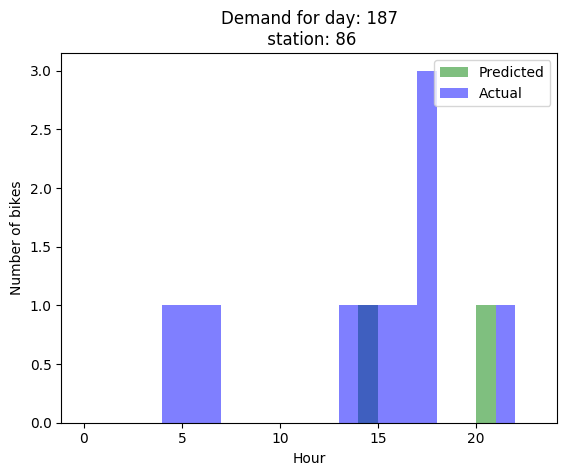 Demand for day: 187
station: 86
Predicted
Actual
3.0
2.5
2.0
1.5
1.0
0.5
0.0
Number of bikes
0 5 10 15 20
Hour